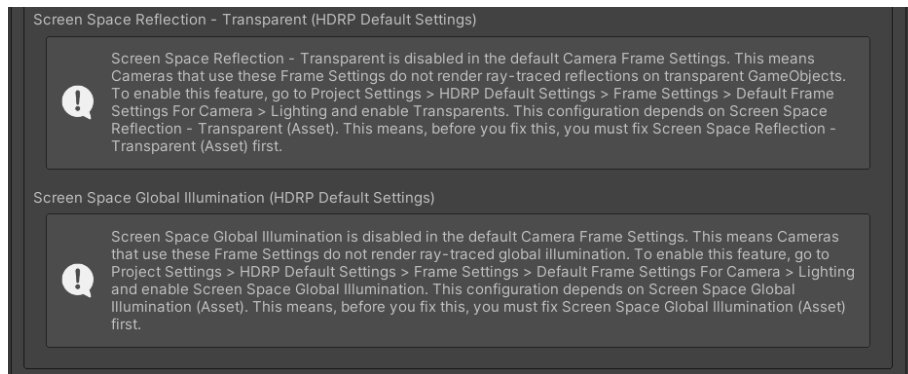 Screen Space Reflection - Transparent (HDRP Default Settings)
Screen Space Reflection - Transparent is disabled in the default Camera Frame Settings. This means
Cameras that use these Frame Settings do not render ray-traced reflections on transparent GameObjects.
To enable this feature, go to Project Settings > HDRP Default Settings > Frame Settings > Default Frame
Settings For Camera > Lighting and enable Transparents. This configuration depends on Screen Space
Reflection - Transparent (Asset). This means, before you fix this, you must fix Screen Space Reflection -
Transparent (Asset) first.
Screen Space Global Illumination (HDRP Default Settings)
Screen Space Global Illumination is disabled in the default Camera Frame Settings. This means Cameras
that use these Frame Settings do not render ray-traced global illumination. To enable this feature, go to
Project Settings > HDRP Default Settings > Frame Settings > Default Frame Settings For Camera > Lighting
and enable Screen Space Global Illumination. This configuration depends on Screen Space Global
Illumination (Asset). This means, before you fix this, you must fix Screen Space Global Illumination (Asset)
first.